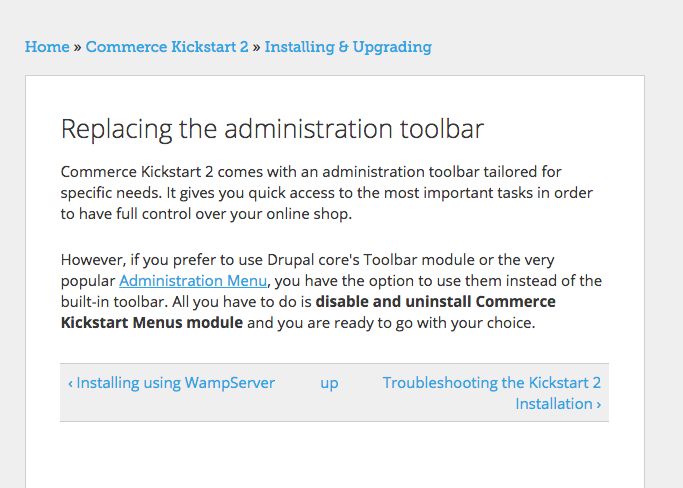 Home » Commerce Kickstart 2 » Installing & Upgrading
Replacing the administration toolbar
Commerce Kickstart 2 comes with an administration toolbar tailored for
specific needs. It gives you quick access to the most important tasks in order
to have full control over your online shop.
However, if you prefer to use Drupal core's Toolbar module or the very
popular Administration Menu, you have the option to use them instead of the
built-in toolbar. All you have to do is disable and uninstall Commerce
Kickstart Menus module and you are ready to go with your choice.
‹ Installing using WampServer
up
Troubleshooting the Kickstart 2
Installation ›